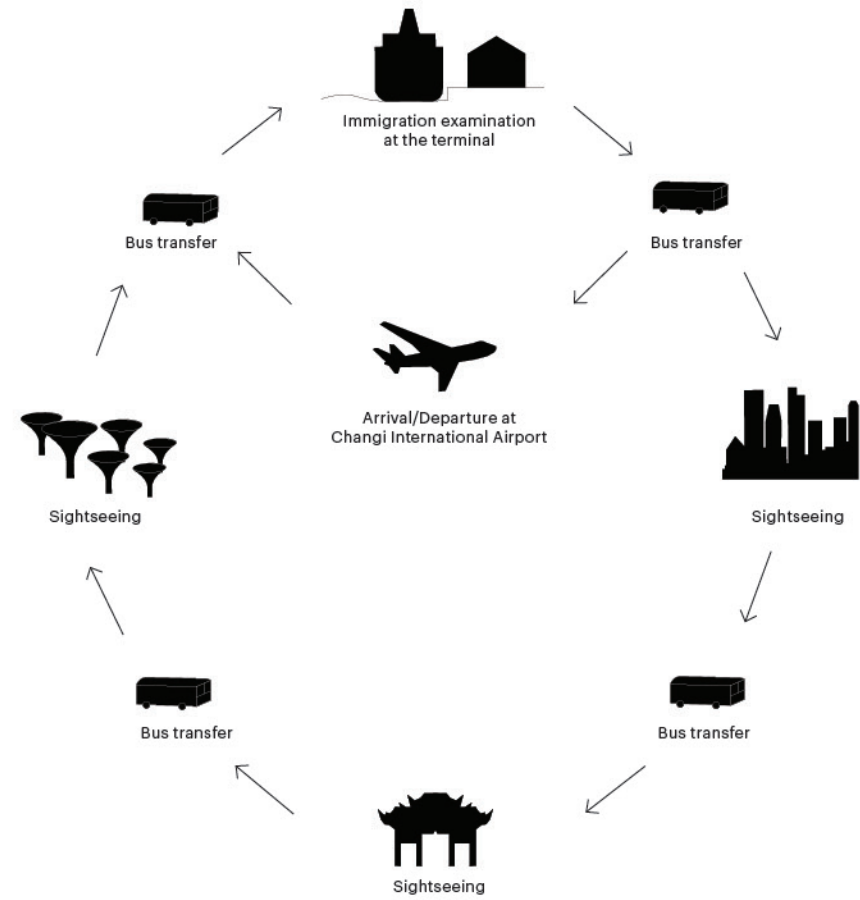 Immigration examination
at the terminal
Bus transfer
Bus transfer
Arrival/Departure at
Changi International Airport
Sightseeing
Sightseeing
Bus transfer
Bus transfer
Sightseeing